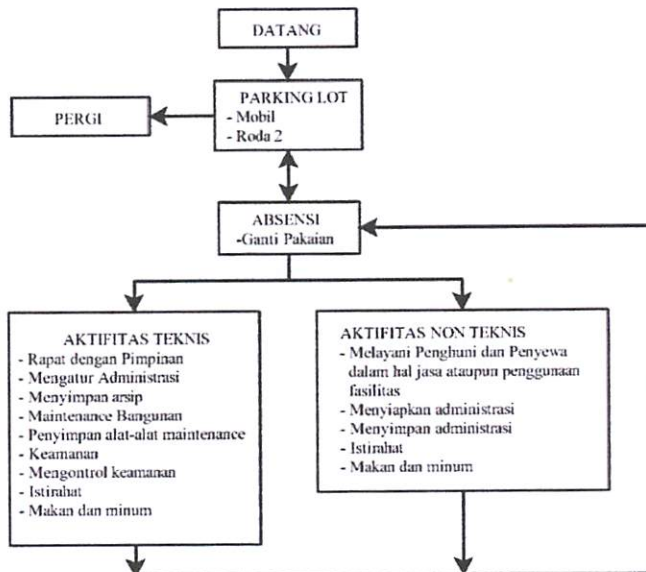 DATANG
PARKING LOT
- Mobil
- Roda 2
PERGI
ABSENSI
-Ganti Pakaian
AKTIFITAS TEKNIS
- Rapat dengan Pimpinan
- Mengatur Administrasi
- Menyimpan arsip
- Maintenance Bangunan
- Penyimpan alat-alat maintenance
- Keamanan
- Mengontrol keamanan
- Istirahat
- Makan dan minum
AKTIFITAS NON TEKNIS
- Melayani Penghuni dan Penyewa
dalam hal jasa ataupun penggunaan
fasilitas
- Menyiapkan administrasi
- Menyimpan administrasi
- Istirahat
- Makan dan minum